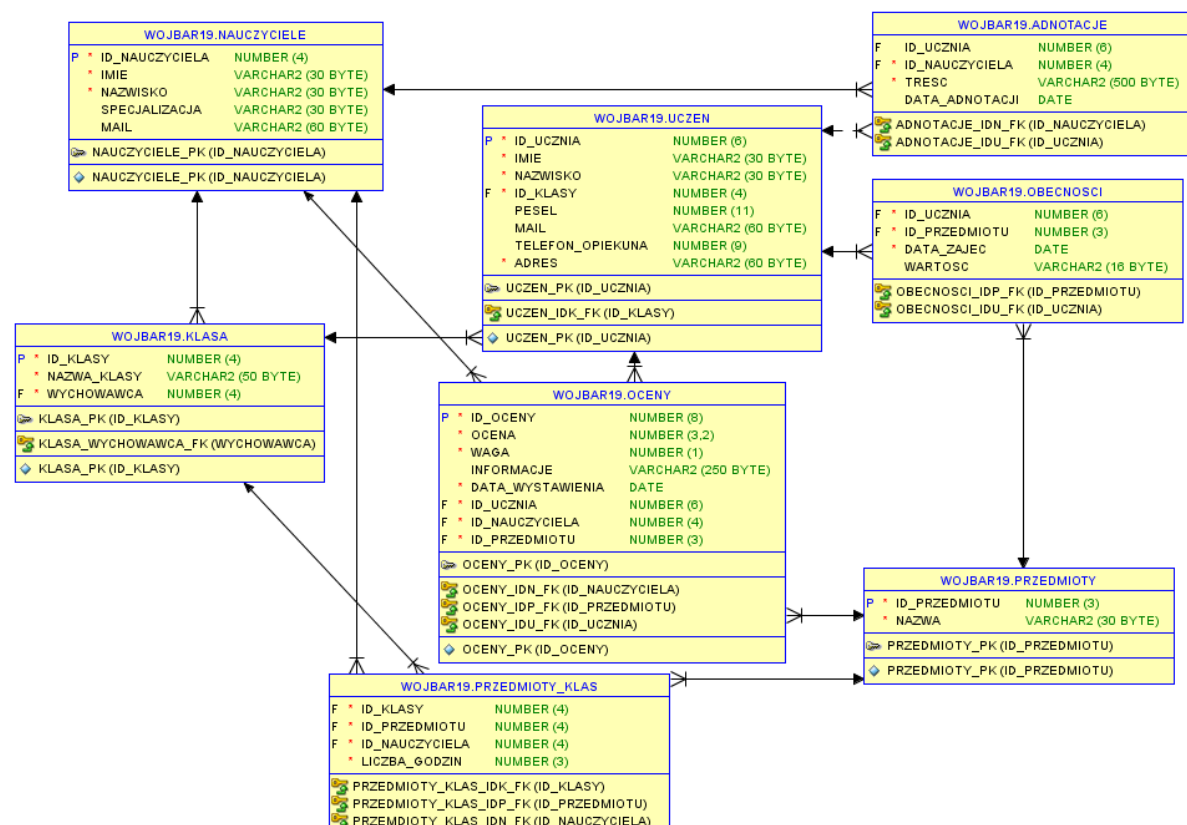 WOJBAR19.NAUCZYCIELE
P * ID_NAUCZYCIELA NUMBER (4)
* IMIE VARCHAR2 (30 BYTE)
* NAZWISKO VARCHAR2 (30 BYTE)
SPECJALIZACJA VARCHAR2 (30 BYTE)
MAIL VARCHAR2 (60 BYTE)
NAUCZYCIELE_PK (ID_NAUCZYCIELA)
NAUCZYCIELE_PK (ID_NAUCZYCIELA)
WOJBAR19.ADNOTACJE
F ID_UCZNIA NUMBER (6)
F * ID_NAUCZYCIELA NUMBER (4)
* TRESC VARCHAR2 (500 BYTE)
DATA_ADNOTACJI DATE
ADNOTACJE_IDN_FK (ID_NAUCZYCIELA)
ADNOTACJE_IDU_FK (ID_UCZNIA)
WOJBAR19.UCZEN
P * ID_UCZNIA NUMBER (6)
* IMIE VARCHAR2 (30 BYTE)
* NAZWISKO VARCHAR2 (30 BYTE)
F * ID_KLASY NUMBER (4)
PESEL NUMBER (11)
MAIL VARCHAR2 (60 BYTE)
TELEFON_OPIEKUNA NUMBER (9)
* ADRES VARCHAR2 (60 BYTE)
UCZEN_PK (ID_UCZNIA)
UCZEN_IDK_FK (ID_KLASY)
UCZEN_PK (ID_UCZNIA)
WOJBAR19.OBECNOSCI
F * ID_UCZNIA NUMBER (6)
F * ID_PRZEDMIOTU NUMBER (3)
* DATA_ZAJEC DATE
WARTOSC VARCHAR2 (16 BYTE)
OBECNOSCI_IDP_FK (ID_PRZEDMIOTU)
OBECNOSCI_IDU_FK (ID_UCZNIA)
WOJBAR19.KLASA
P * ID_KLASY NUMBER (4)
* NAZWA_KLASY VARCHAR2 (50 BYTE)
F * WYCHOWAWCA NUMBER (4)
KLASA_PK (ID_KLASY)
KLASA_WYCHOWAWCA_FK (WYCHOWAWCA)
KLASA_PK (ID_KLASY)
WOJBAR19.OCENY
P * ID_OCENY NUMBER (8)
* OCENA NUMBER (3,2)
* WAGA NUMBER (1)
INFORMACJE VARCHAR2 (250 BYTE)
* DATA_WYSTAWIENIA DATE
F * ID_UCZNIA NUMBER (6)
F * ID_NAUCZYCIELA NUMBER (4)
F * ID_PRZEDMIOTU NUMBER (3)
OCENY_PK (ID_OCENY)
OCENY_IDN_FK (ID_NAUCZYCIELA)
OCENY_IDP_FK (ID_PRZEDMIOTU)
OCENY_IDU_FK (ID_UCZNIA)
OCENY_PK (ID_OCENY)
WOJBAR19.PRZEDMIOTY
P * ID_PRZEDMIOTU NUMBER (3)
* NAZWA VARCHAR2 (30 BYTE)
PRZEDMIOTY_PK (ID_PRZEDMIOTU)
PRZEDMIOTY_PK (ID_PRZEDMIOTU)
WOJBAR19.PRZEDMIOTY_KLAS
F * ID_KLASY NUMBER (4)
F * ID_PRZEDMIOTU NUMBER (4)
F * ID_NAUCZYCIELA NUMBER (4)
* LICZBA_GODZIN NUMBER (3)
PRZEDMIOTY_KLAS_IDK_FK (ID_KLASY)
PRZEDMIOTY_KLAS_IDP_FK (ID_PRZEDMIOTU)
PRZEMDIOTY_KLAS_IDN_FK (ID_NAUCZYCIELA)